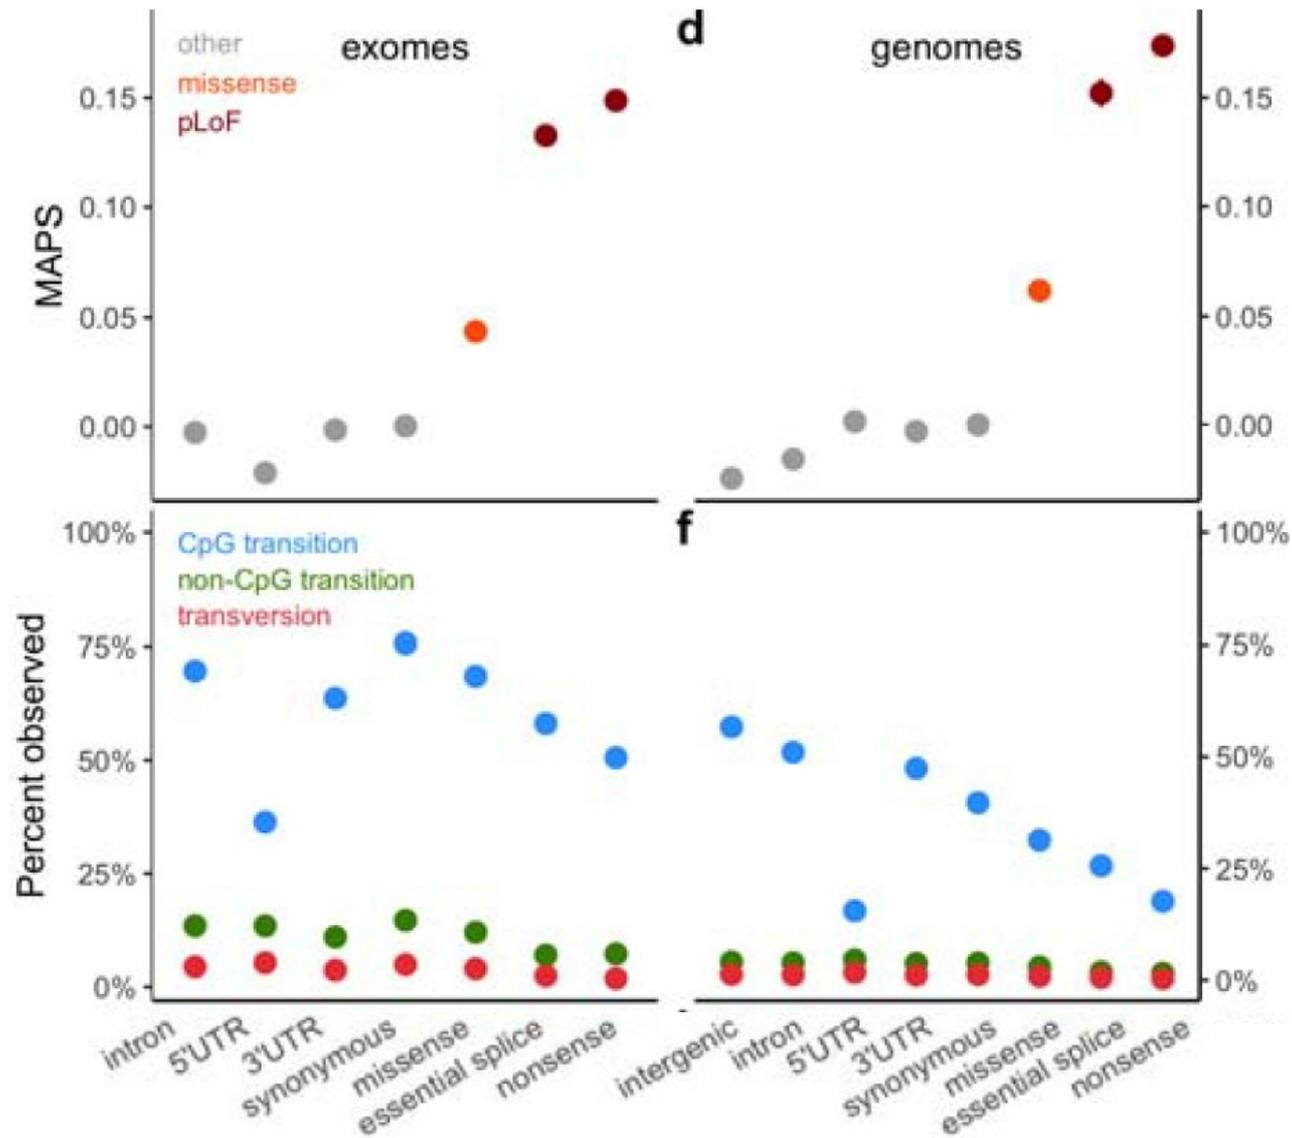 other
missense
pLoF
exomes
d
genomes
MAPS
0.15
0.10
0.05
0.00
0.15
0.10
0.05
0.00
CpG transition
non-CpG transition
transversion
f
Percent observed
100%
75%
50%
25%
0%
100%
75%
50%
25%
0%
intron
5'UTR
3'UTR
synonymous
missense
essential splice
nonsense
intergenic
intron
5'UTR
3'UTR
synonymous
missense
essential splice
nonsense